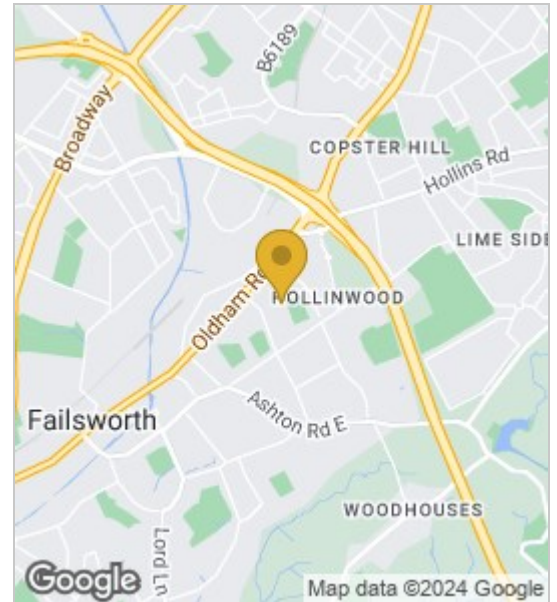 B6189
Broadway
COPSTER HILL
Hollins Rd
LIME SIDE
Oldham Rd
HOLLINWOOD
Failsworth
Ashton Rd E
WOODHOUSES
Lord Ln
Google
Map data ©2024 Google